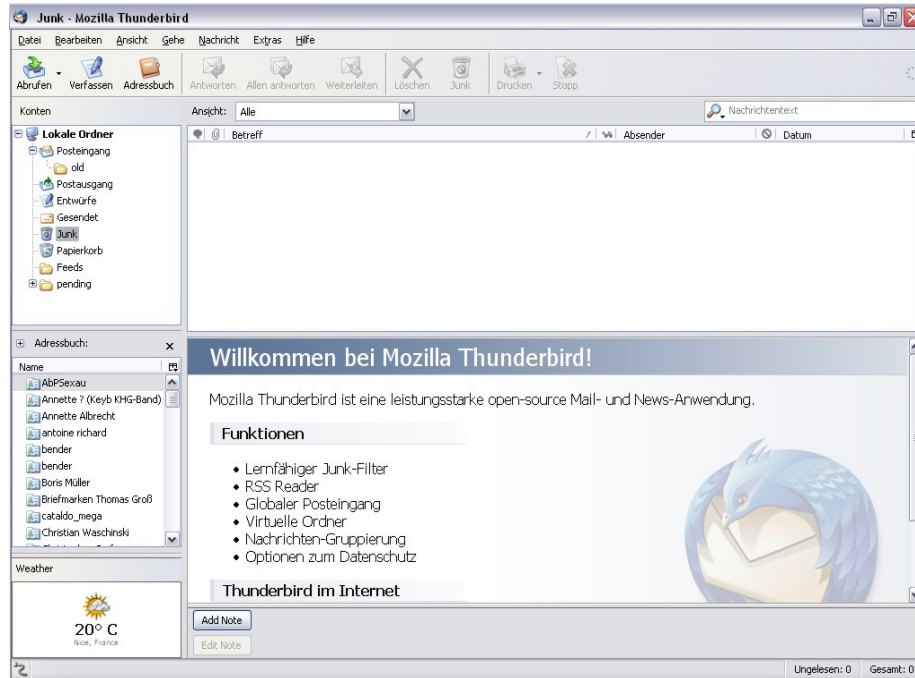 Junk - Mozilla Thunderbird
Datei Bearbeiten Ansicht Gehe Nachricht Extras Hilfe
Abrufen Verfassen Adressbuch Antworten Allen antworten Weiterleiten Löschen Junk Drucken Stopp
Konten Ansicht: Alle Nachrichtentext
Betreff Absender Datum
Lokale Ordner
Posteingang
old
Postausgang
Entwürfe
Gesendet
Junk
Papierkorb
Feeds
pending
Adressbuch:
Name
AbPSexau
Annette ? (Keyb KHG-Band)
Annette Albrecht
antoine richard
bender
bender
Boris Müller
Briefmarken Thomas Groß
cataldo_mega
Christian Waschinski
Weather
20° C
Nice, France
Willkommen bei Mozilla Thunderbird!
Mozilla Thunderbird ist eine leistungsstarke open-source Mail- und News-Anwendung.
Funktionen
• Lernfähiger Junk-Filter
• RSS Reader
• Globaler Posteingang
• Virtuelle Ordner
• Nachrichten-Gruppierung
• Optionen zum Datenschutz
Thunderbird im Internet
Add Note
Edit Note
Ungelesen: 0 Gesamt: 0